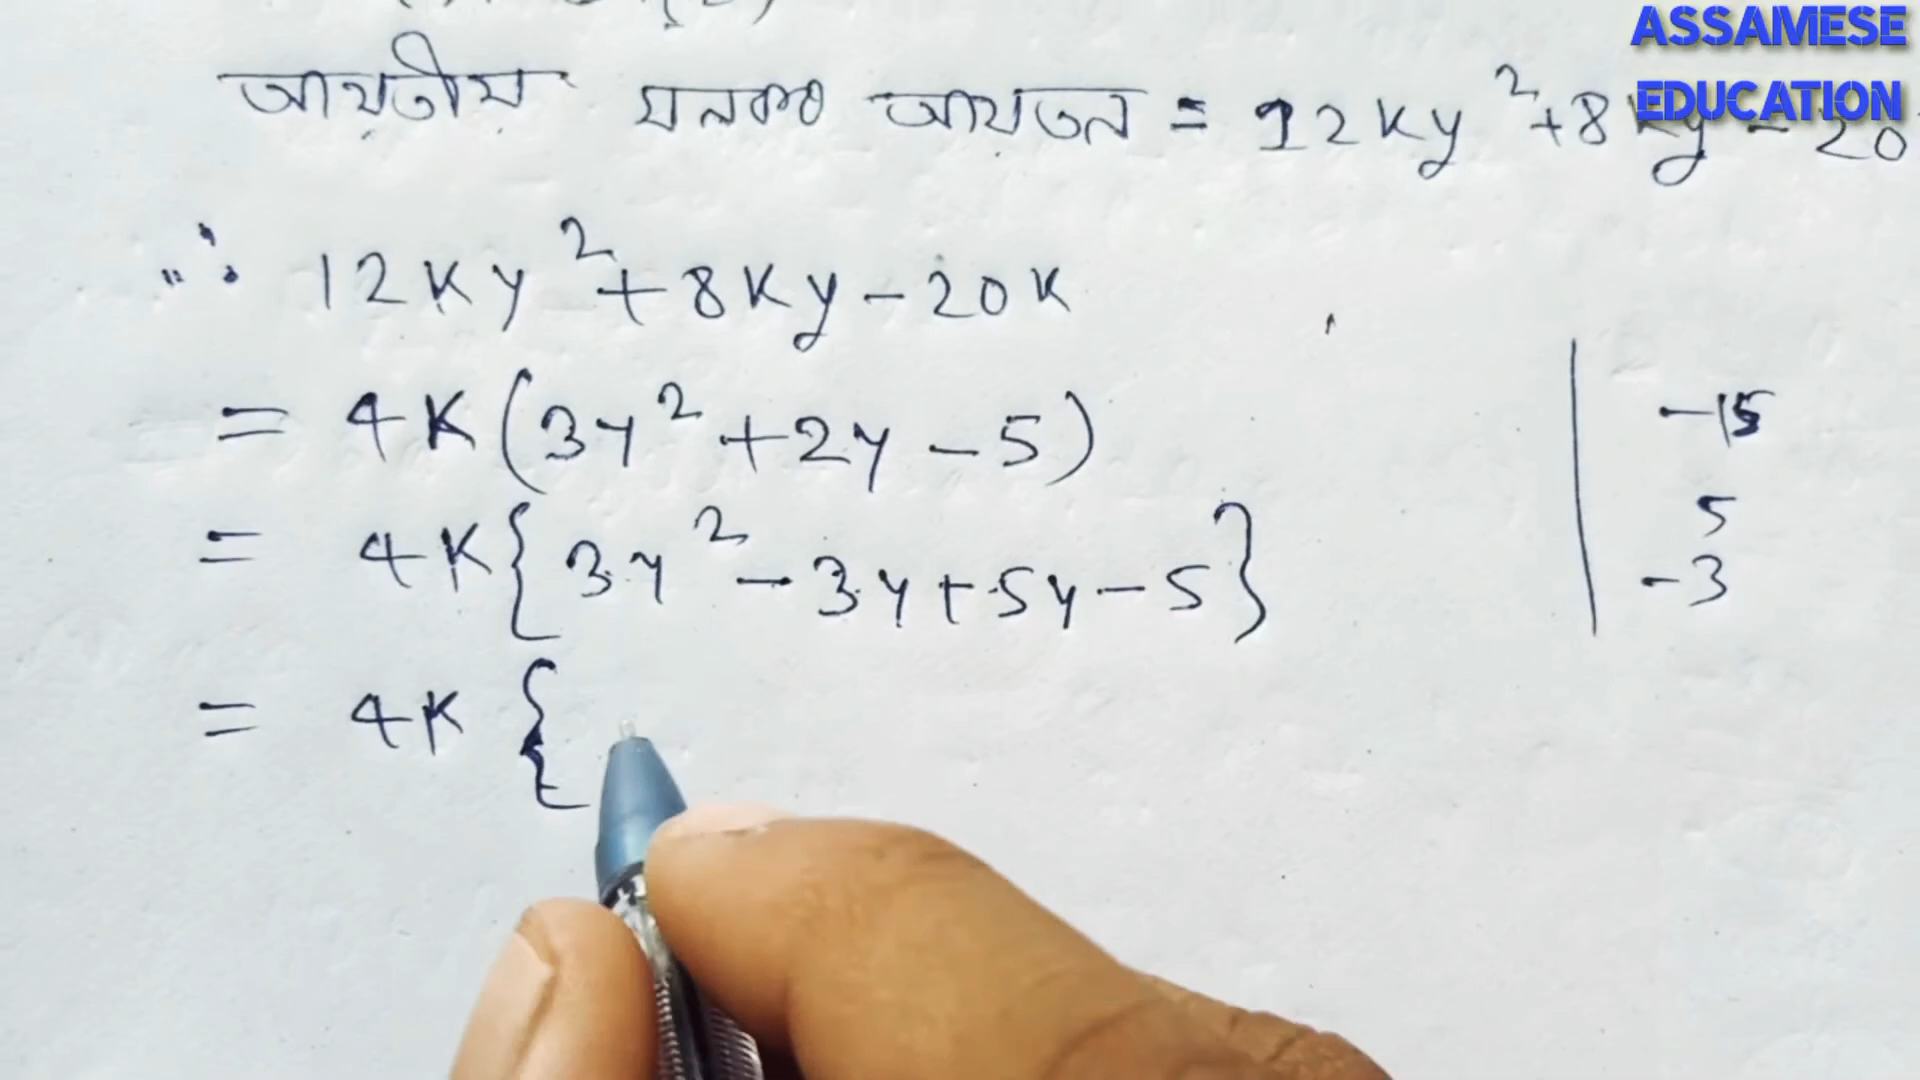 ASSAMESE
EDUCATION
আয়তীয় ঘনকৰ আয়তন = 12Ky²+8Ky-20
∴ 12Ky²+8Ky-20K
= 4K(3y²+2y-5)
= 4K{3y²-3y+5y-5}
= 4K{
-15
5
-3